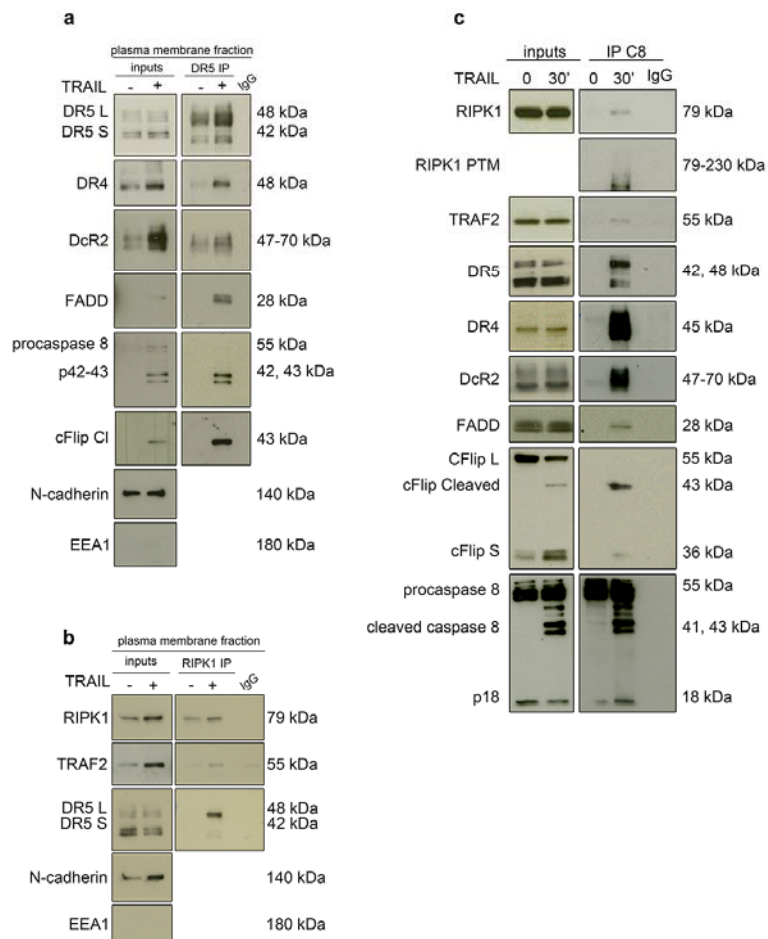 a
plasma membrane fraction
inputs DR5 IP
TRAIL - + - + IgG
DR5 L 48 kDa
DR5 S 42 kDa
DR4 48 kDa
DcR2 47-70 kDa
FADD 28 kDa
procaspase 8 55 kDa
p42-43 42, 43 kDa
cFlip Cl 43 kDa
N-cadherin 140 kDa
EEA1 180 kDa
b
plasma membrane fraction
inputs RIPK1 IP
TRAIL - + - + IgG
RIPK1 79 kDa
TRAF2 55 kDa
DR5 L 48 kDa
DR5 S 42 kDa
N-cadherin 140 kDa
EEA1 180 kDa
c
inputs IP C8
TRAIL 0 30' 0 30' IgG
RIPK1 79 kDa
RIPK1 PTM 79-230 kDa
TRAF2 55 kDa
DR5 42, 48 kDa
DR4 45 kDa
DcR2 47-70 kDa
FADD 28 kDa
CFlip L 55 kDa
cFlip Cleaved 43 kDa
cFlip S 36 kDa
procaspase 8 55 kDa
cleaved caspase 8 41, 43 kDa
p18 18 kDa